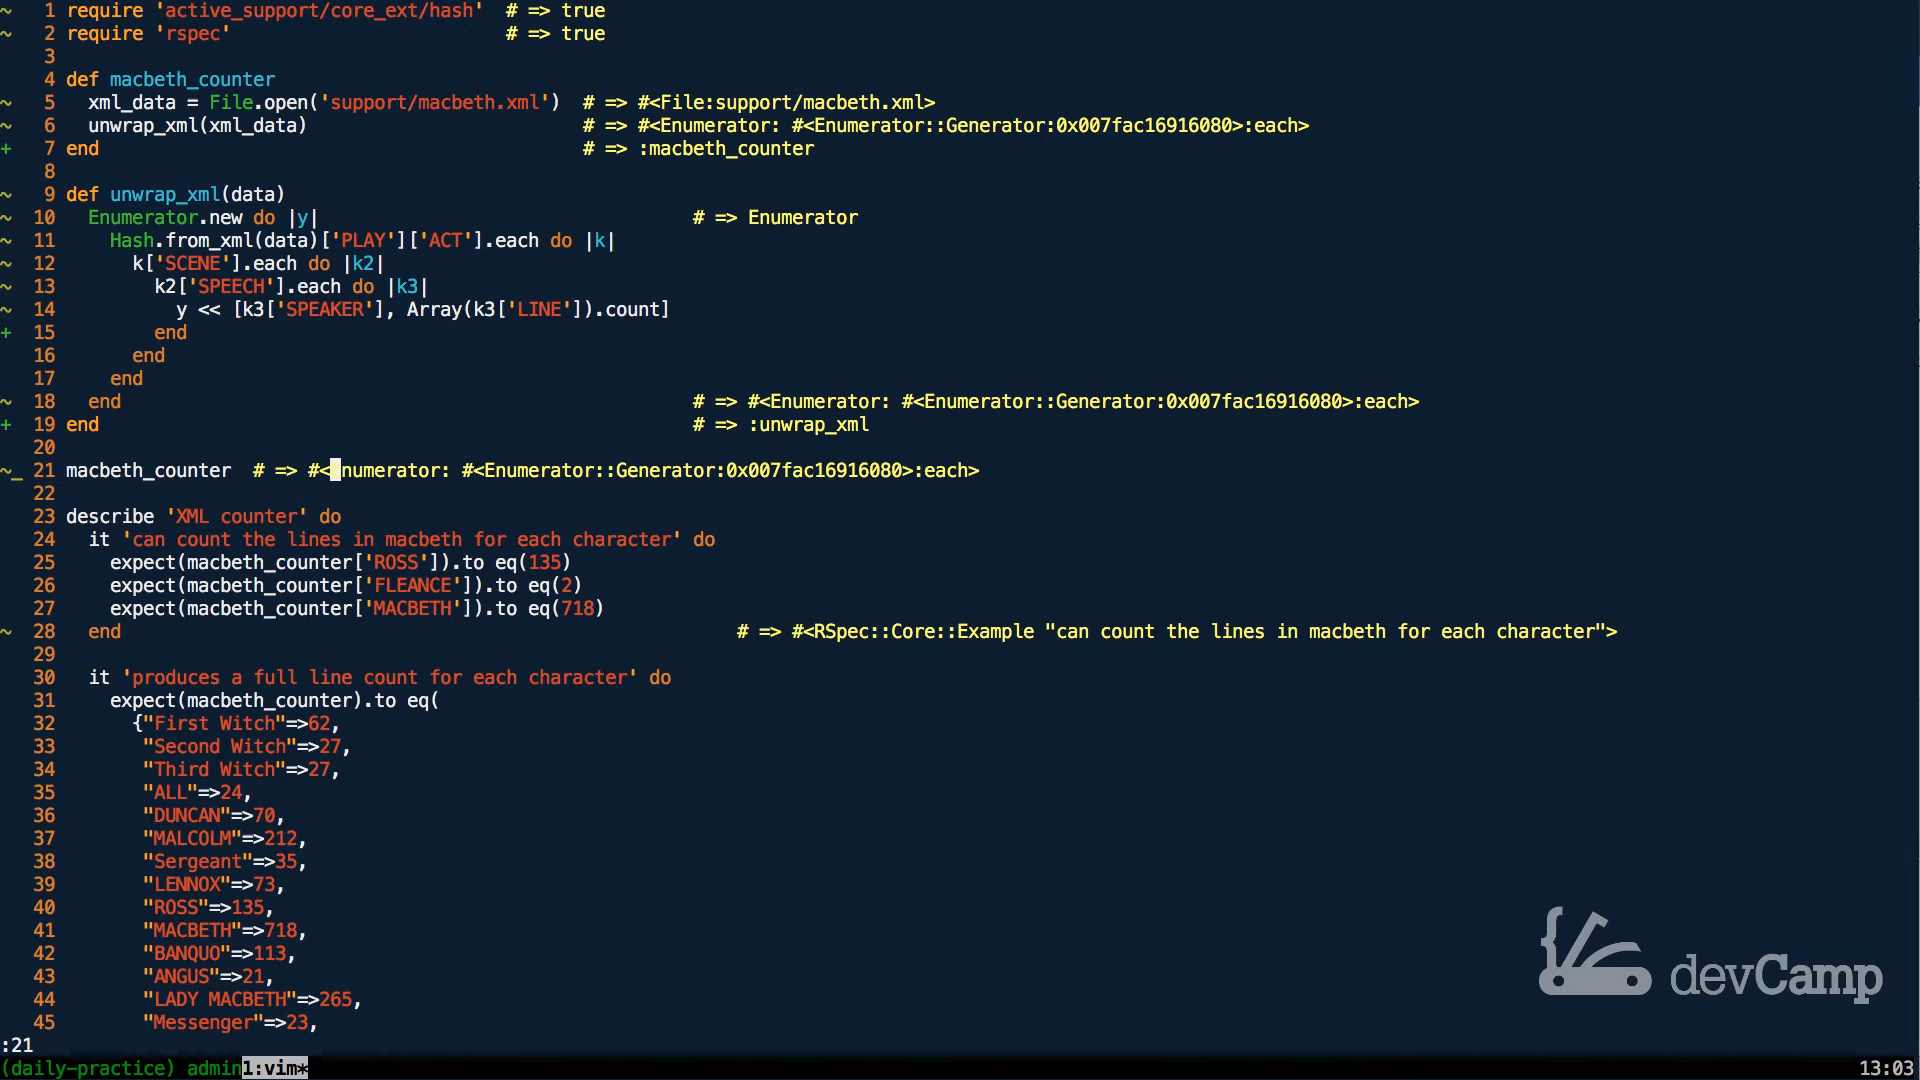 ~ 1 require 'active_support/core_ext/hash' # => true
~ 2 require 'rspec' # => true
3
4 def macbeth_counter
~ 5 xml_data = File.open('support/macbeth.xml') # => #<File:support/macbeth.xml>
~ 6 unwrap_xml(xml_data) # => #<Enumerator: #<Enumerator::Generator:0x007fac16916080>:each>
+ 7 end # => :macbeth_counter
8
~ 9 def unwrap_xml(data)
~ 10 Enumerator.new do |y| # => Enumerator
~ 11 Hash.from_xml(data)['PLAY']['ACT'].each do |k|
~ 12 k['SCENE'].each do |k2|
~ 13 k2['SPEECH'].each do |k3|
~ 14 y << [k3['SPEAKER'], Array(k3['LINE']).count]
+ 15 end
16 end
17 end
~ 18 end # => #<Enumerator: #<Enumerator::Generator:0x007fac16916080>:each>
+ 19 end # => :unwrap_xml
20
~_ 21 macbeth_counter # => #< numerator: #<Enumerator::Generator:0x007fac16916080>:each>
22
23 describe 'XML counter' do
24 it 'can count the lines in macbeth for each character' do
25 expect(macbeth_counter['ROSS']).to eq(135)
26 expect(macbeth_counter['FLEANCE']).to eq(2)
27 expect(macbeth_counter['MACBETH']).to eq(718)
~ 28 end # => #<RSpec::Core::Example "can count the lines in macbeth for each character">
29
30 it 'produces a full line count for each character' do
31 expect(macbeth_counter).to eq(
32 {"First Witch"=>62,
33 "Second Witch"=>27,
34 "Third Witch"=>27,
35 "ALL"=>24,
36 "DUNCAN"=>70,
37 "MALCOLM"=>212,
38 "Sergeant"=>35,
39 "LENNOX"=>73,
40 "ROSS"=>135,
41 "MACBETH"=>718,
42 "BANQUO"=>113,
43 "ANGUS"=>21,
44 "LADY MACBETH"=>265,
45 "Messenger"=>23,
devCamp
:21
(daily-practice) admin1:vim* 13:03